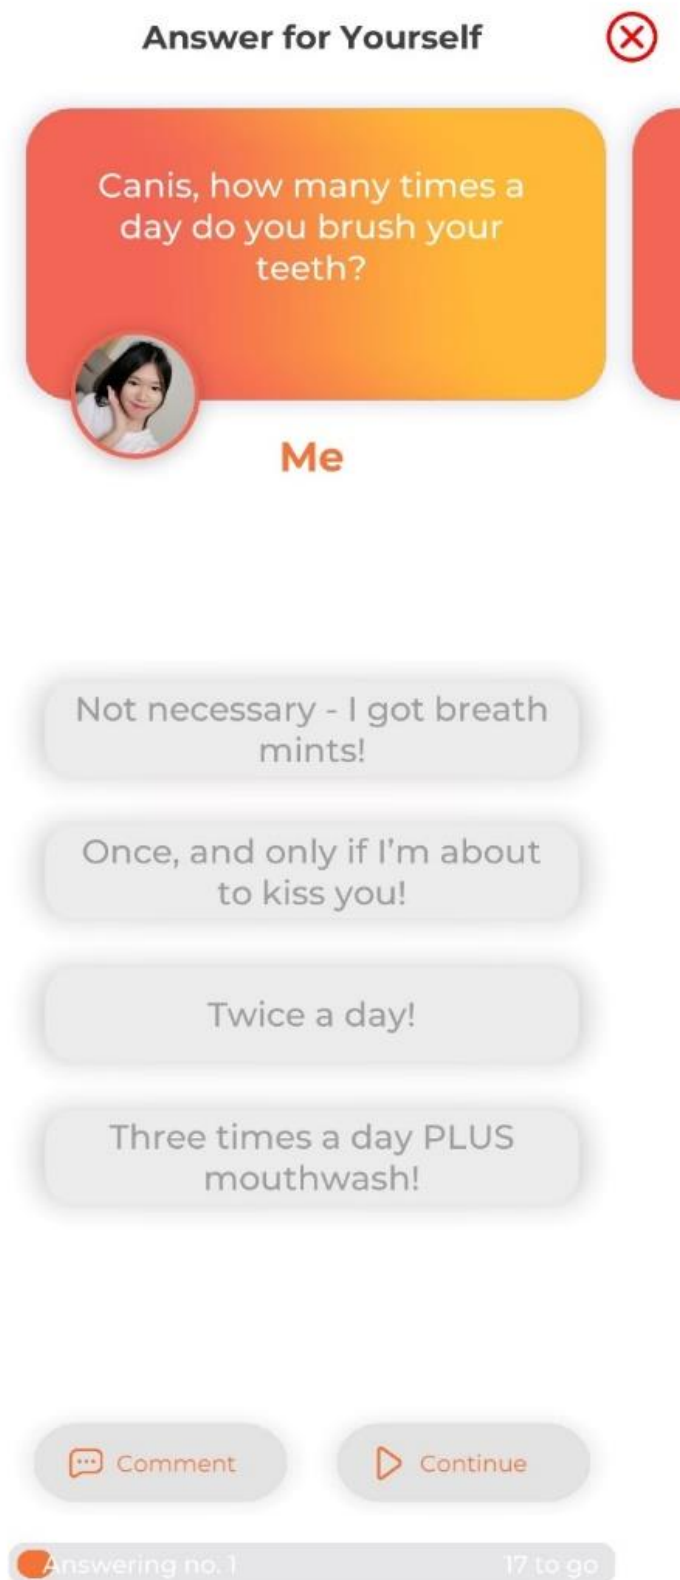 Answer for Yourself
Canis, how many times a
day do you brush your
teeth?
Me
Not necessary - I got breath
mints!
Once, and only if I’m about
to kiss you!
Twice a day!
Three times a day PLUS
mouthwash!
Comment
Continue
Answering no. 1
17 to go